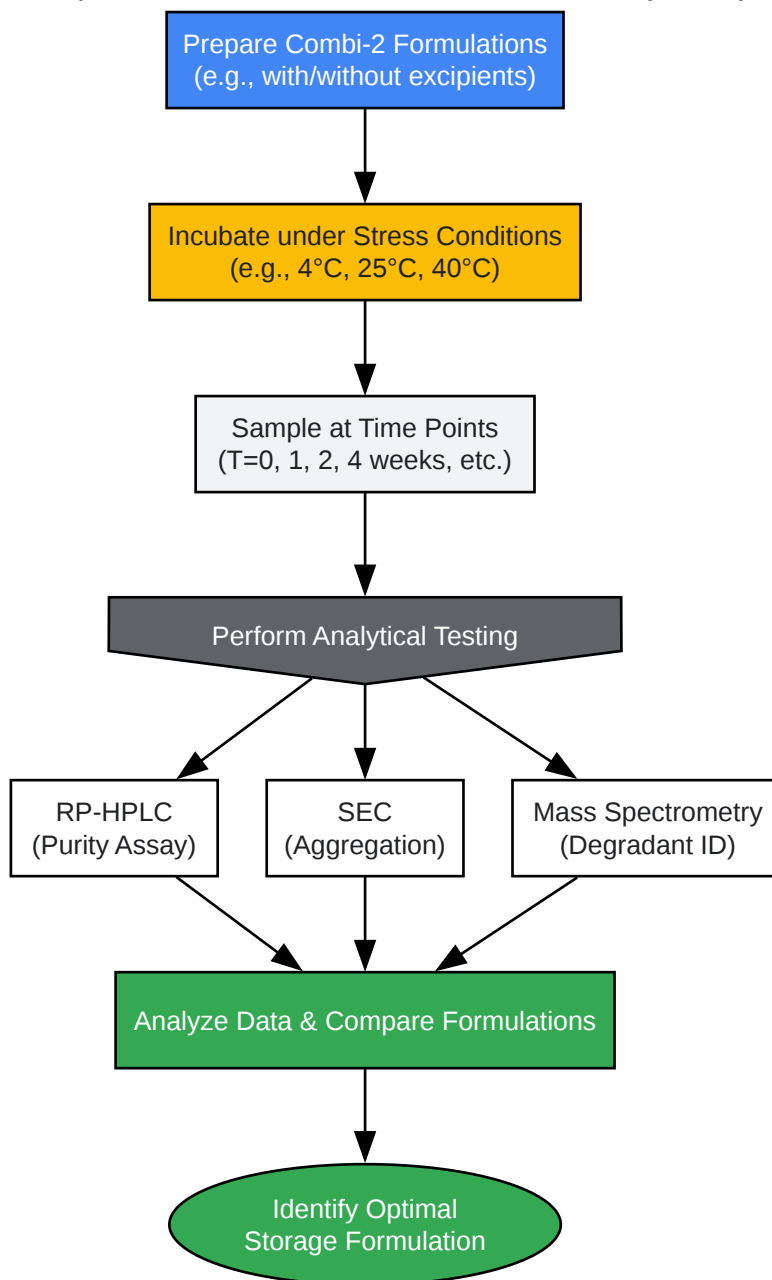 Prepare Combi-2 Formulations
(e.g., with/without excipients)
Incubate under Stress Conditions
(e.g., 4°C, 25°C, 40°C)
Sample at Time Points
(T=0, 1, 2, 4 weeks, etc.)
Perform Analytical Testing
RP-HPLC
(Purity Assay)
SEC
(Aggregation)
Mass Spectrometry
(Degradant ID)
Analyze Data & Compare Formulations
Identify Optimal
Storage Formulation